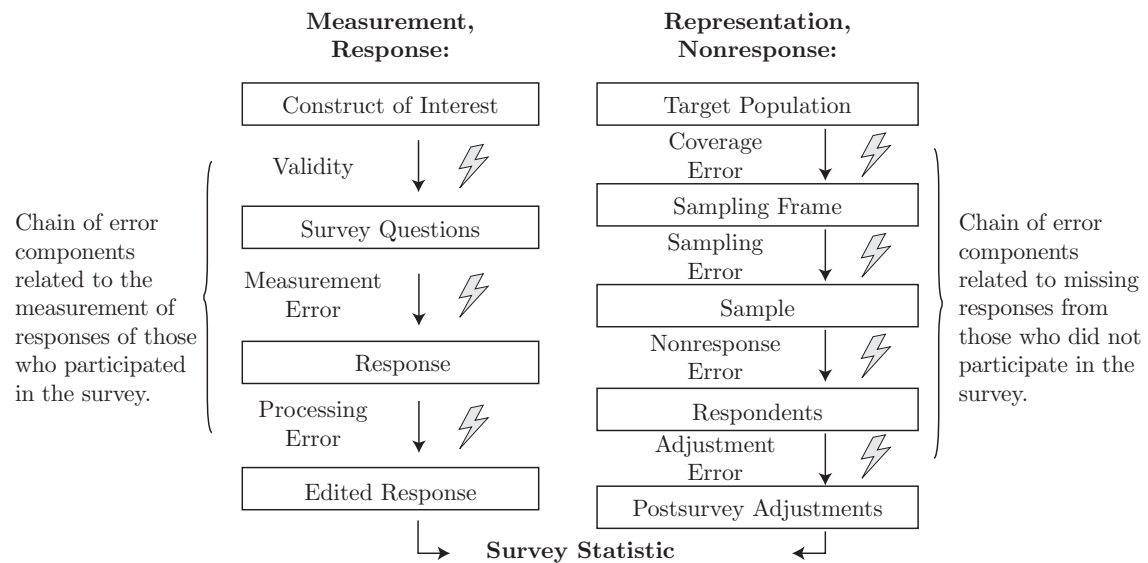 Measurement,
Response:
Construct of Interest
Validity
Survey Questions
Measurement
Error
Response
Processing
Error
Edited Response
Chain of error
components
related to the
measurement of
responses of those
who participated
in the survey.
Representation,
Nonresponse:
Target Population
Coverage
Error
Sampling Frame
Sampling
Error
Sample
Nonresponse
Error
Respondents
Adjustment
Error
Postsurvey Adjustments
Chain of error
components
related to missing
responses from
those who did not
participate in the
survey.
Survey Statistic